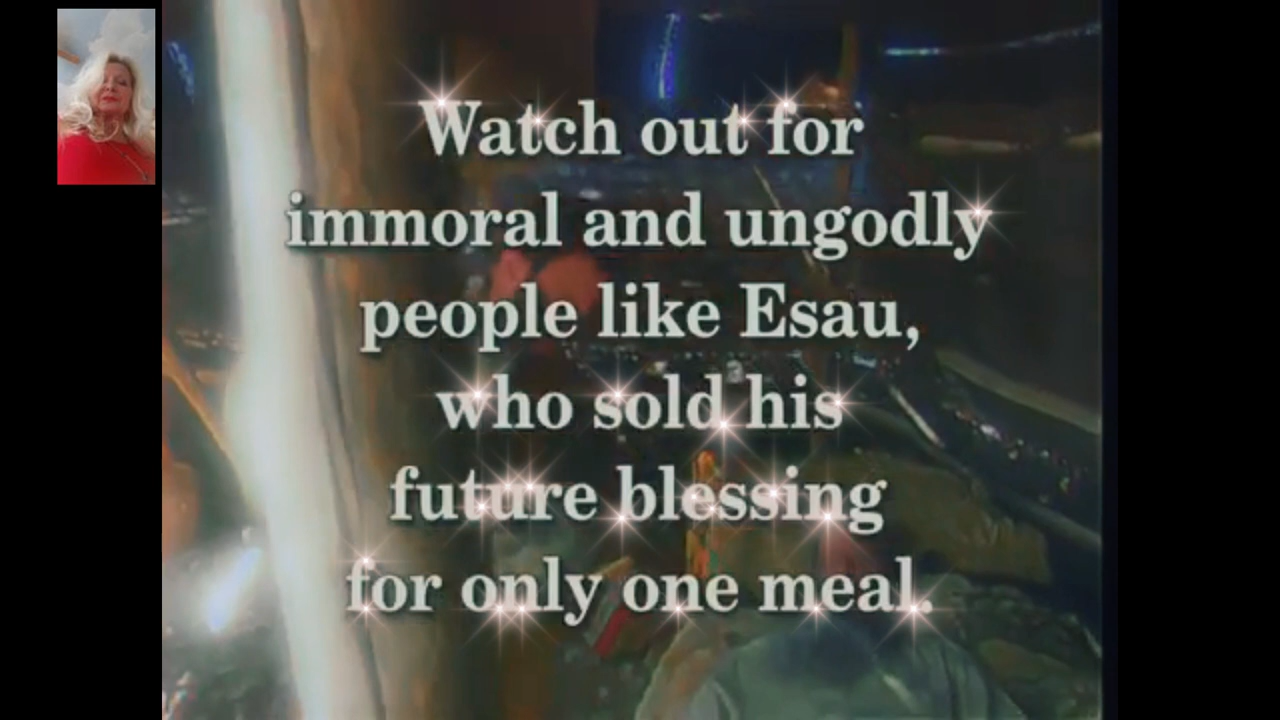 Watch out for
immoral and ungodly
people like Esau,
who sold his
future blessing
for only one meal.